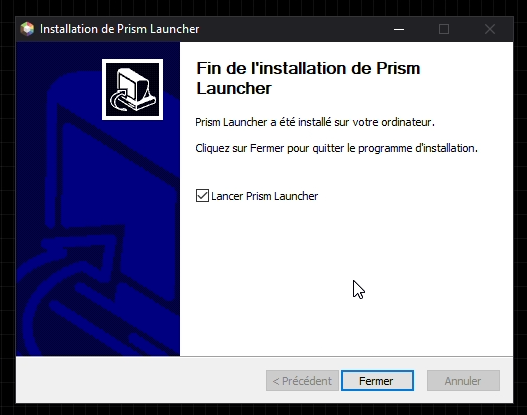 Installation de Prism Launcher
Fin de l'installation de Prism
Launcher
Prism Launcher a été installé sur votre ordinateur.
Cliquez sur Fermer pour quitter le programme d'installation.
Lancer Prism Launcher
< Précédent
Fermer
Annuler